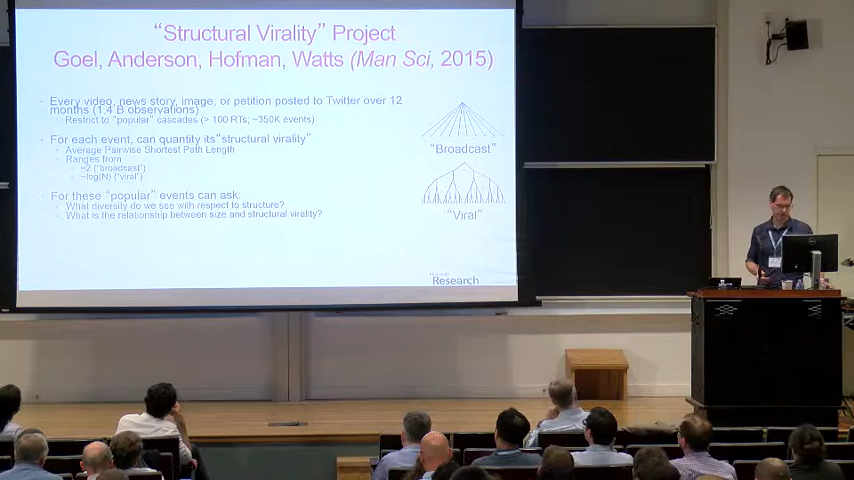 “Structural Virality” Project
Goel, Anderson, Hofman, Watts (Man Sci, 2015)
Every video, news story, image, or petition posted to Twitter over 12
months (1.4 B observations)
Restrict to “popular” cascades (> 100 RTs; ~350K events)
For each event, can quantity its“structural virality”
Average Pairwise Shortest Path Length
Ranges from
≈2 (“broadcast”)
~log(N) (“viral”)
For these “popular” events can ask:
What diversity do we see with respect to structure?
What is the relationship between size and structural virality?
“Broadcast”
“Viral”
Research